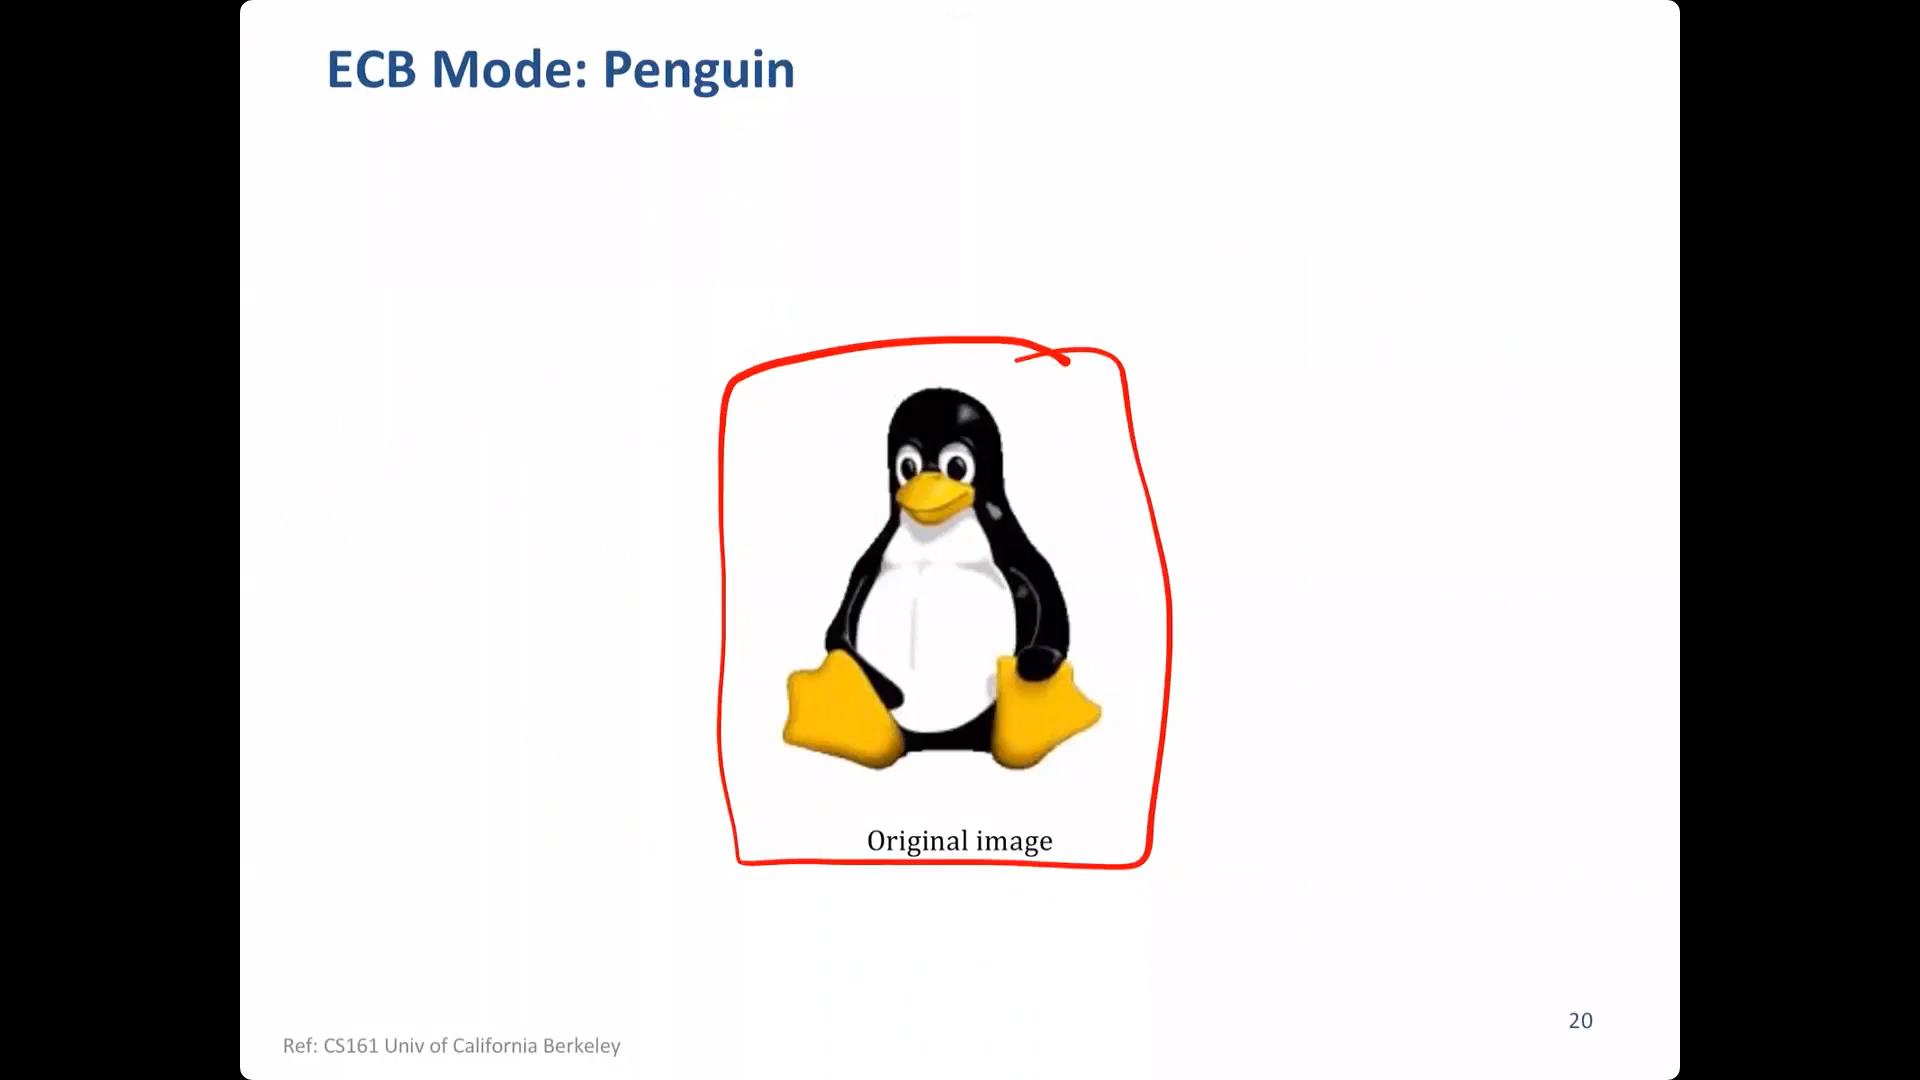 ECB Mode: Penguin
Original image
20
Ref: CS161 Univ of California Berkeley